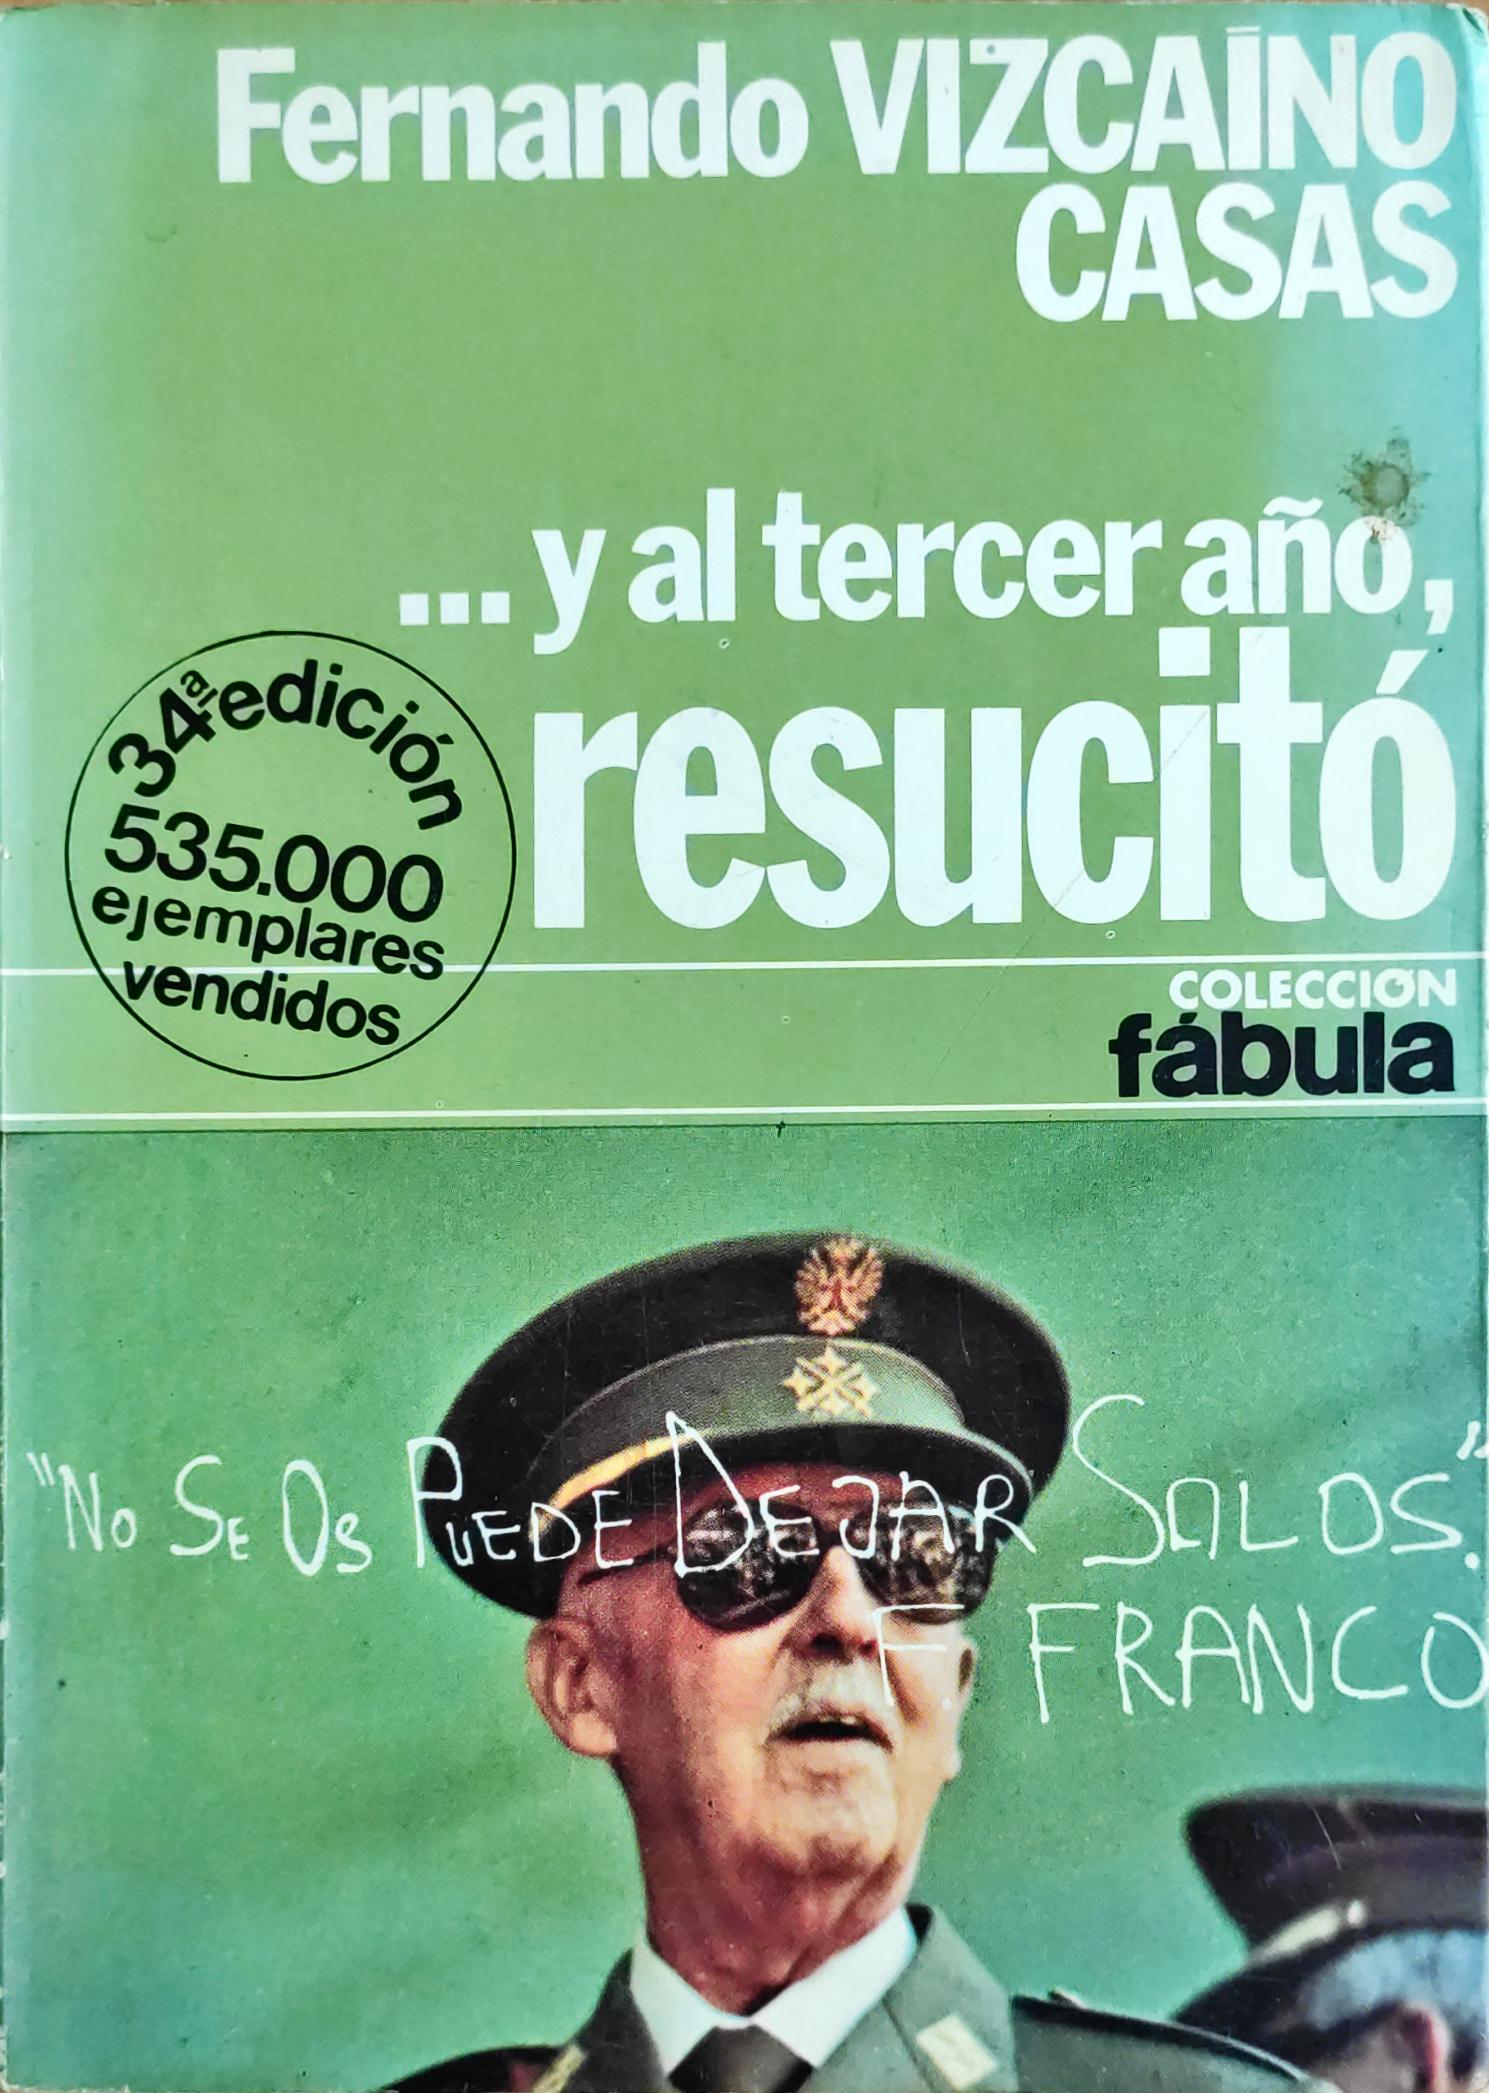 Fernando VIZCAÍNO
CASAS
...y al tercer año,
resucitó
34ª edición
535.000
ejemplares
vendidos
COLECCIÓN
fábula
"No Se Os Puede Dejar Solos."
F. FRANCO